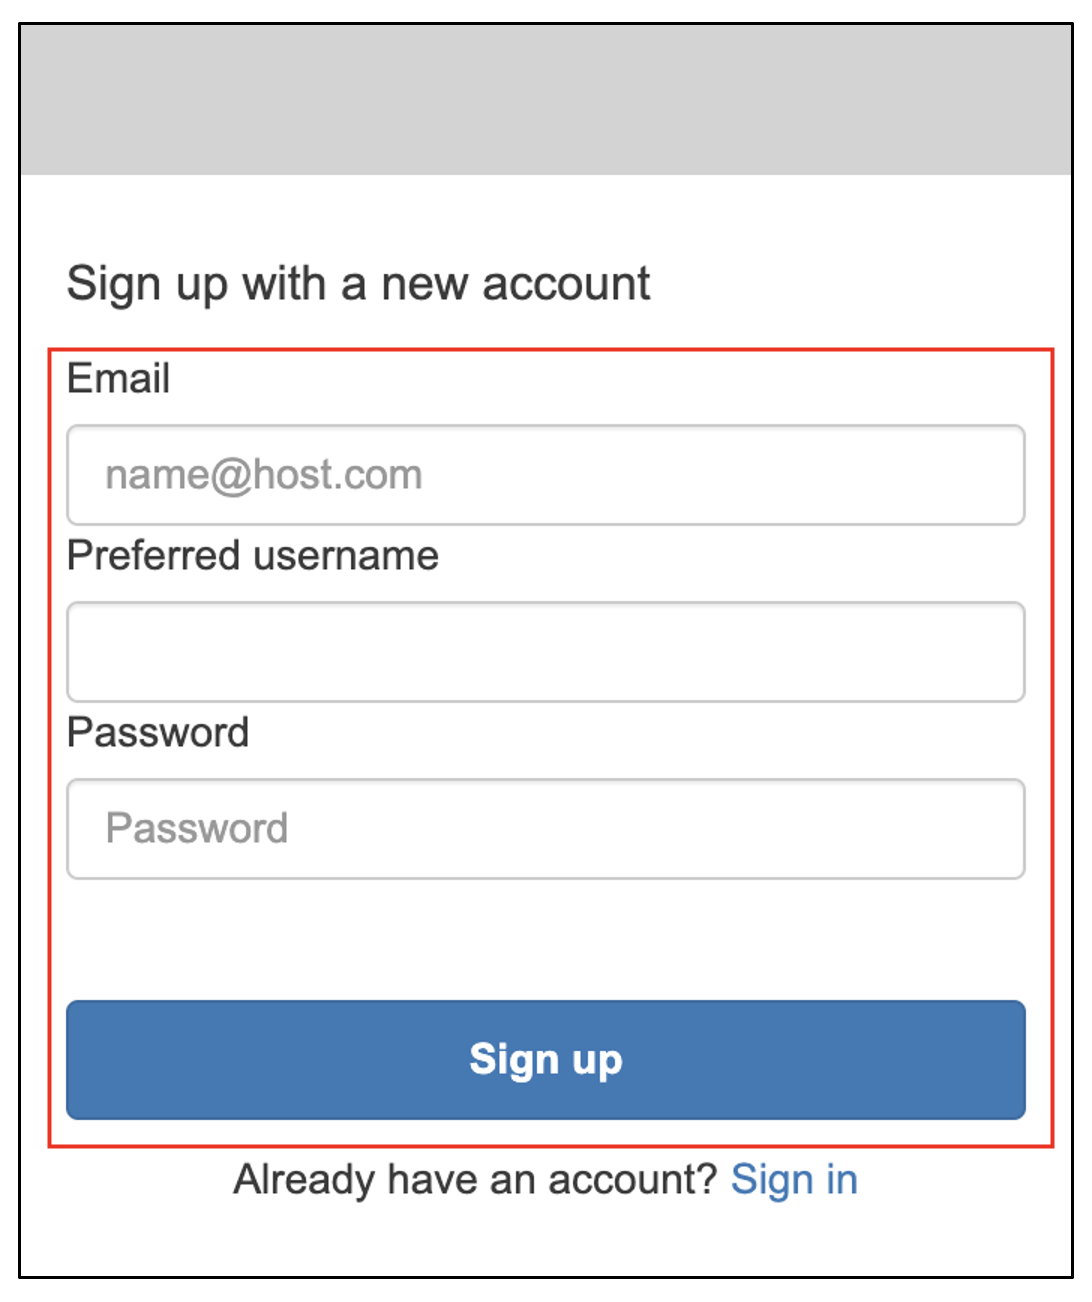 Sign up with a new account
Email
name@host.com
Preferred username
Password
Password
Sign up
Already have an account? Sign in